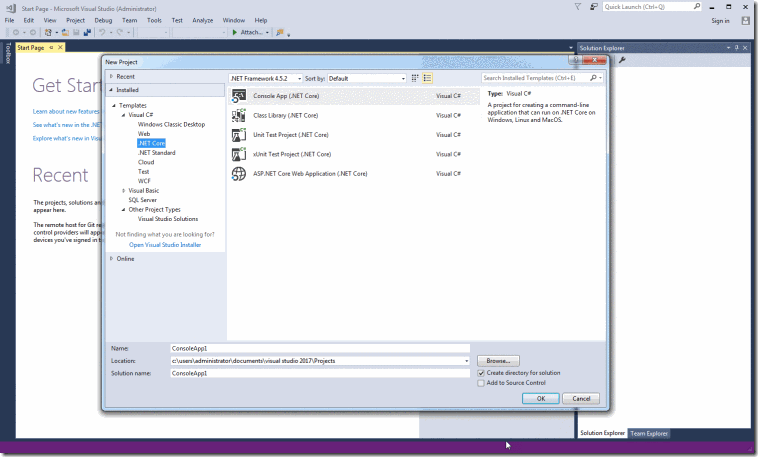 Start Page - Microsoft Visual Studio (Administrator)
Quick Launch (Ctrl+Q)
File Edit View Project Debug Team Tools Test Analyze Window Help
Sign in
Attach...
Toolbox
Start Page
Solution Explorer
Get Star
Learn about new features
See what's new in the .NET
Explore what's new in Visu
Recent
The projects, solutions
appear here.
The remote host for Git
control providers will appe
devices you've signed in t
New Project
Recent
Installed
Templates
Visual C#
Windows Classic Desktop
Web
.NET Core
.NET Standard
Cloud
Test
WCF
Visual Basic
SQL Server
Other Project Types
Visual Studio Solutions
Not finding what you are looking for?
Open Visual Studio Installer
Online
.NET Framework 4.5.2 Sort by: Default
Search Installed Templates (Ctrl+E)
Console App (.NET Core) Visual C#
Class Library (.NET Core) Visual C#
Unit Test Project (.NET Core) Visual C#
xUnit Test Project (.NET Core) Visual C#
ASP.NET Core Web Application (.NET Core) Visual C#
Type: Visual C#
A project for creating a command-line
application that can run on .NET Core on
Windows, Linux and MacOS.
Name: ConsoleApp1
Location: c:\users\administrator\documents\visual studio 2017\Projects
Browse...
Solution name: ConsoleApp1
Create directory for solution
Add to Source Control
OK Cancel
Solution Explorer Team Explorer